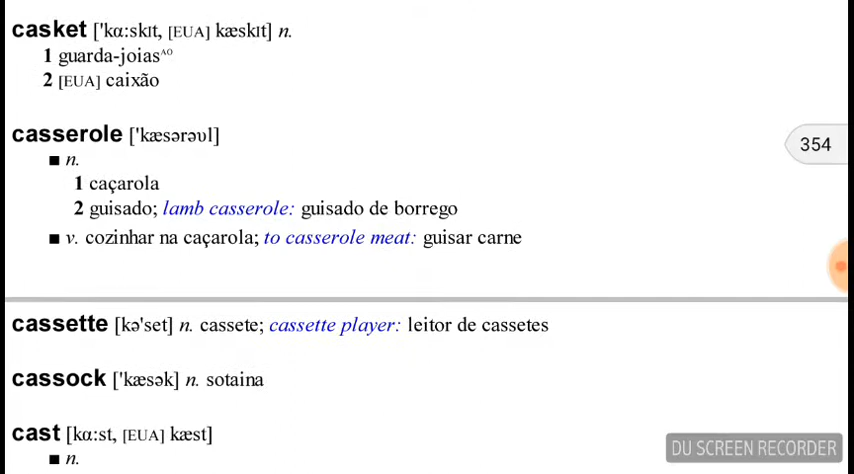 casket ['kɑ:skɪt, [EUA] kæskɪt] n.
1 guarda-joiasᴬᴼ
2 [EUA] caixão
casserole ['kæsərəʊl]
■ n.
1 caçarola
354
2 guisado; lamb casserole: guisado de borrego
■ v. cozinhar na caçarola; to casserole meat: guisar carne
cassette [kə'set] n. cassete; cassette player: leitor de cassetes
cassock ['kæsək] n. sotaina
cast [kɑ:st, [EUA] kæst]
■ n.
DU SCREEN RECORDER